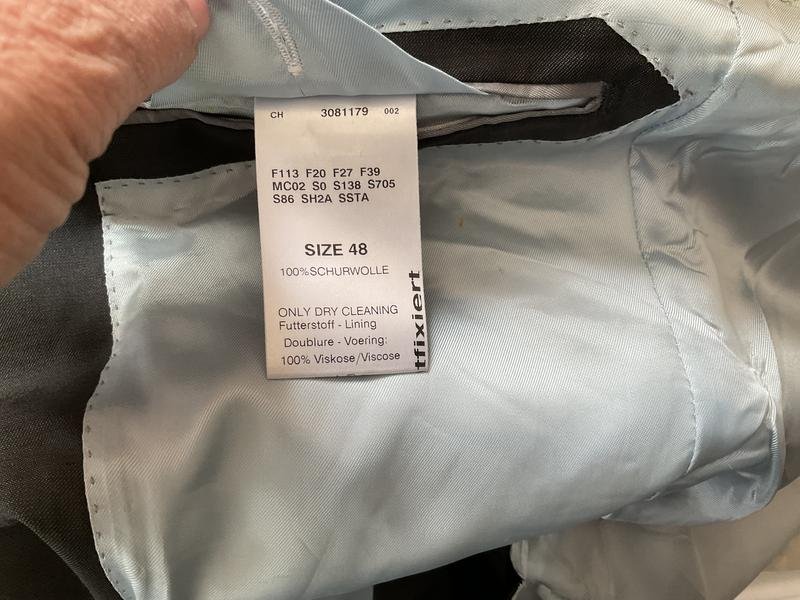 CH 3081179 002
F113 F20 F27 F39
MC02 S0 S138 S705
S86 SH2A SSTA
SIZE 48
100%SCHURWOLLE
ONLY DRY CLEANING
Futterstoff - Lining
Doublure - Voering:
100% Viskose/Viscose
tfixiert